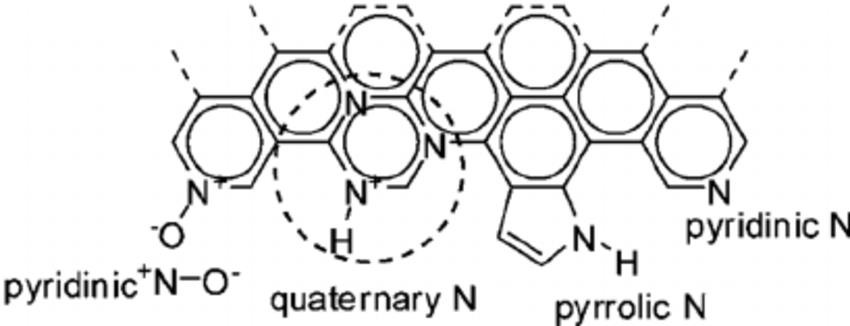 N
N
N+
N+
-O
H
N
H
N
pyridinic N
pyridinic+N–O-
quaternary N
pyrrolic N